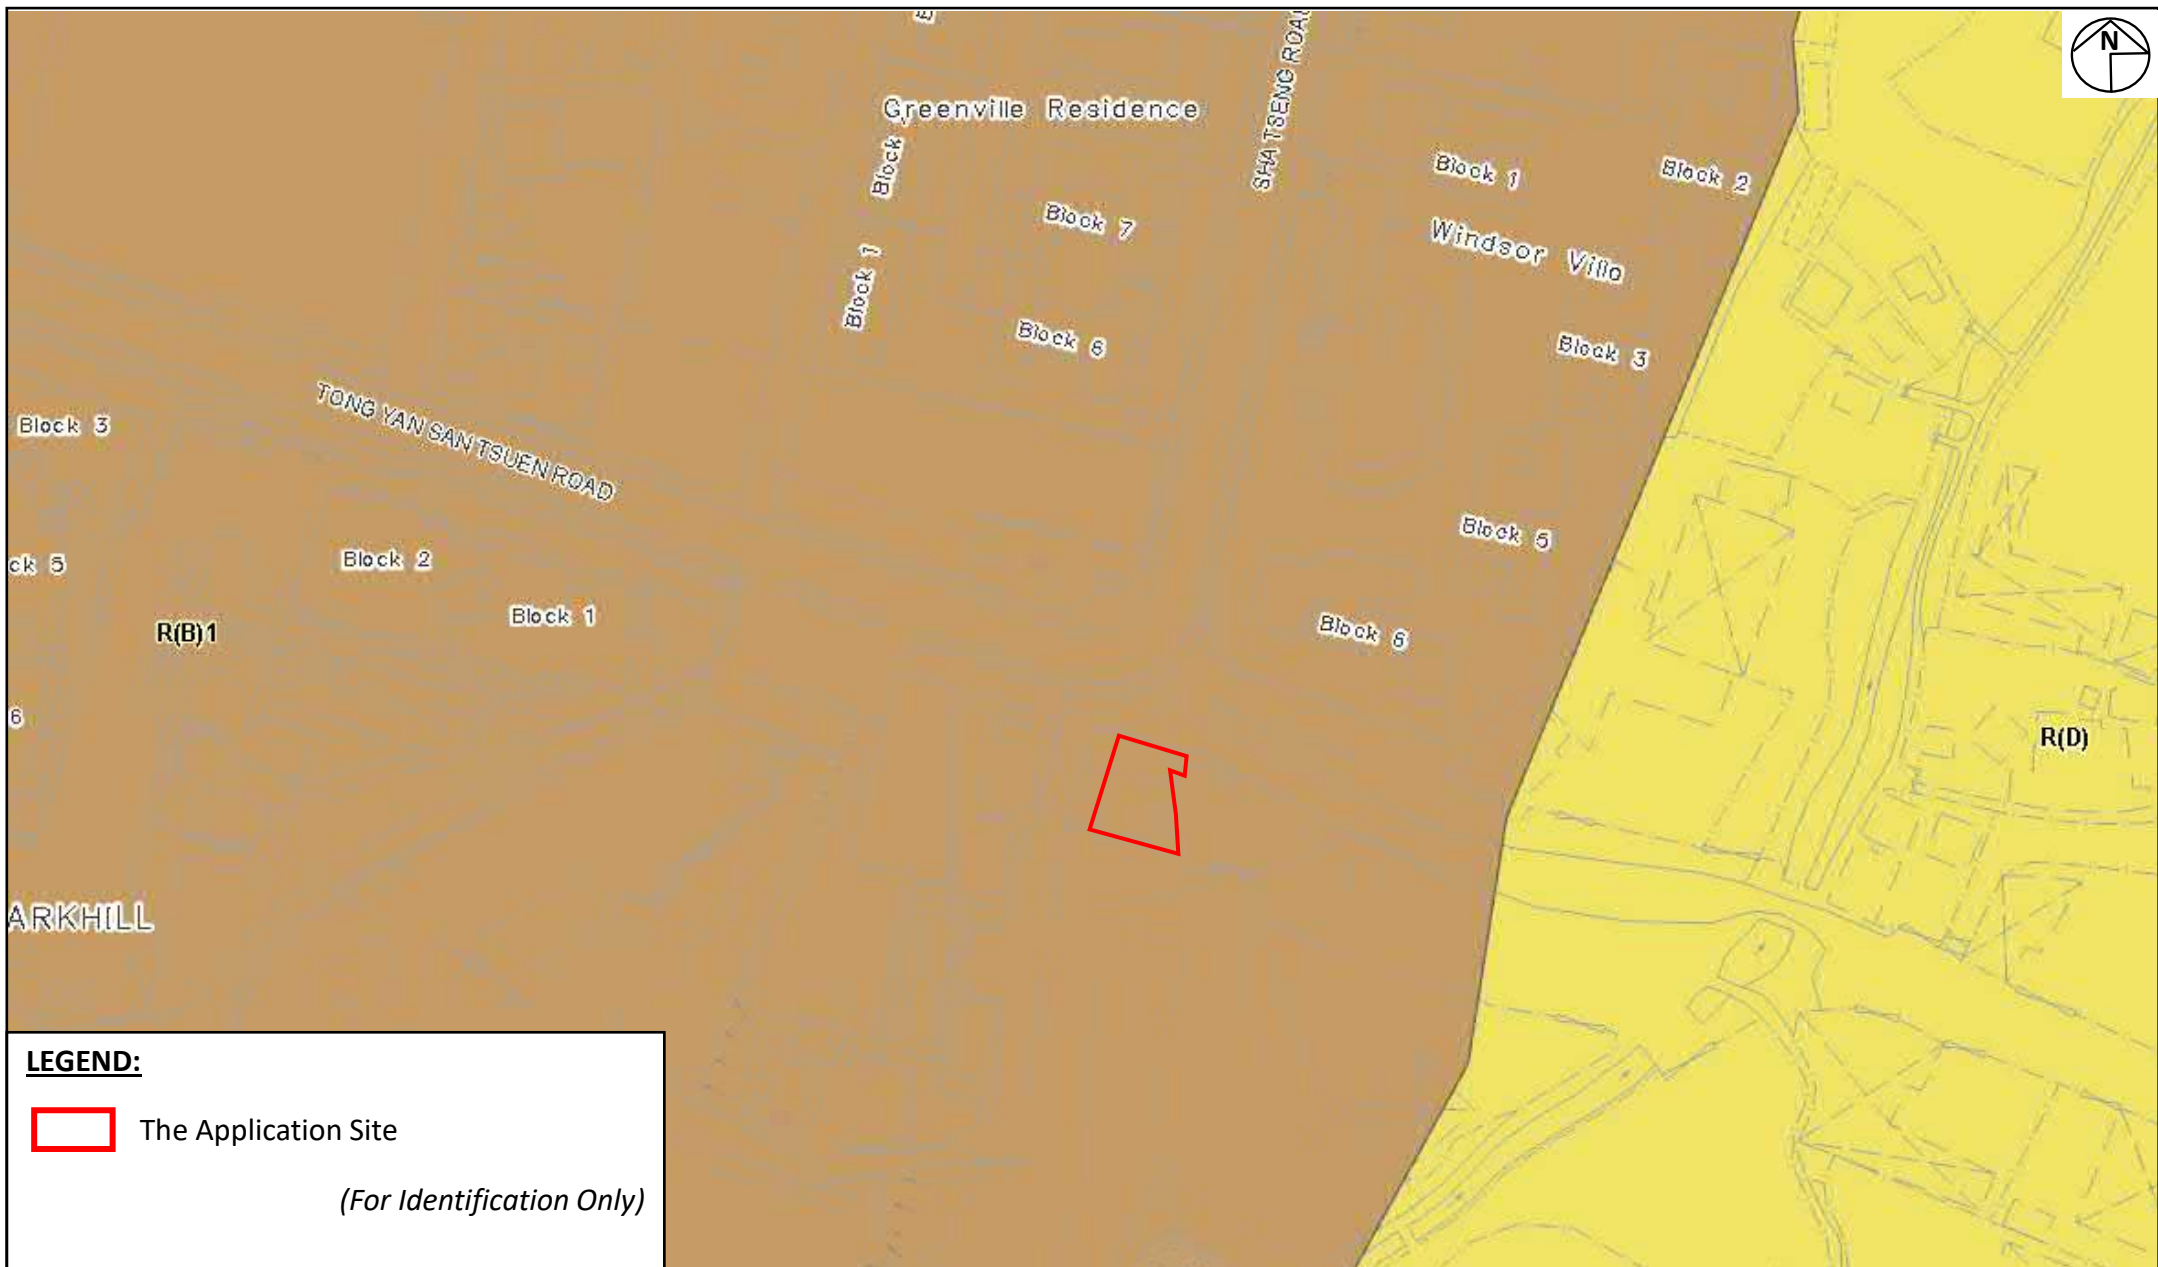 N
SHA TSENG ROAD
Greenville Residence
Block
Block 1
Block 7
Block 6
Block 1
Block 2
Windsor Villa
Block 3
Block 5
Block 6
TONG YAN SAN TSUEN ROAD
Block 3
ck 5
Block 2
Block 1
R(B)1
6
R(D)
ARKHILL
LEGEND:
The Application Site
(For Identification Only)